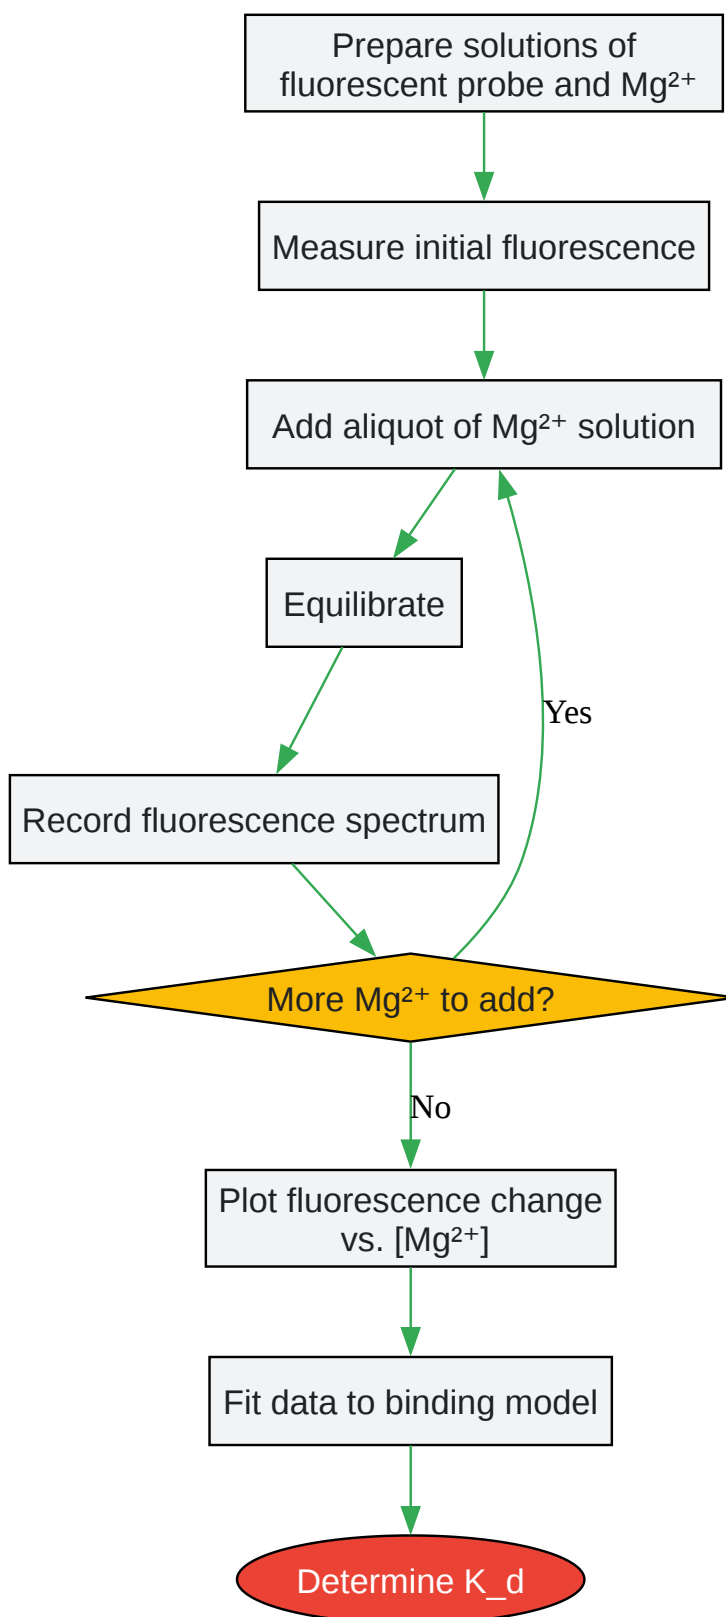 Prepare solutions of
fluorescent probe and Mg²⁺
Measure initial fluorescence
Add aliquot of Mg²⁺ solution
Equilibrate
Yes
Record fluorescence spectrum
More Mg²⁺ to add?
No
Plot fluorescence change
vs. [Mg²⁺]
Fit data to binding model
Determine K_d